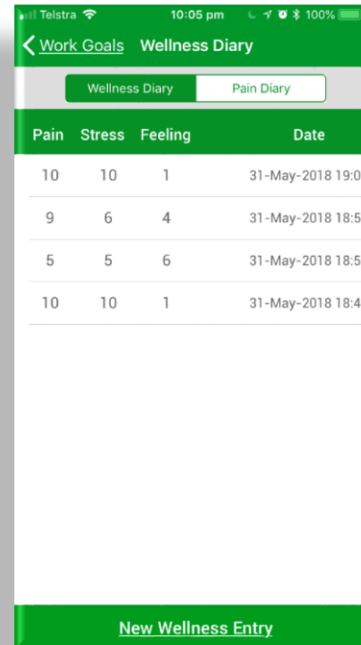 Telstra 10:05 pm 100%
Work Goals Wellness Diary
Wellness Diary Pain Diary
Pain Stress Feeling Date
10 10 1 31-May-2018 19:0
9 6 4 31-May-2018 18:5
5 5 6 31-May-2018 18:5
10 10 1 31-May-2018 18:4
New Wellness Entry